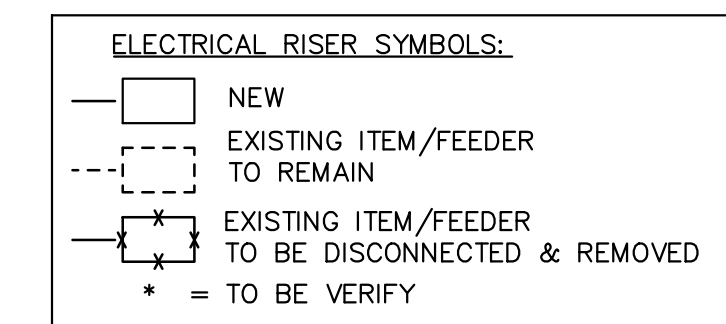 ELECTRICAL RISER SYMBOLS:
NEW
EXISTING ITEM/FEEDER
TO REMAIN
EXISTING ITEM/FEEDER
TO BE DISCONNECTED & REMOVED
* = TO BE VERIFY